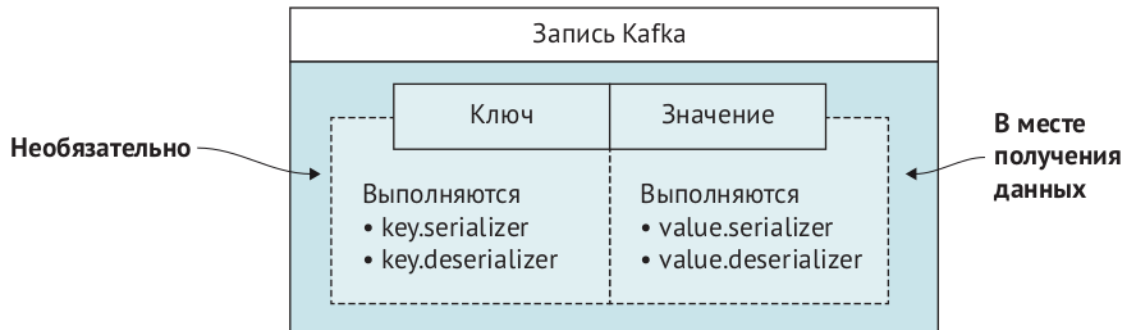 Запись Kafka
Ключ
Значение
Необязательно
В месте
получения
данных
Выполняются
• key.serializer
• key.deserializer
Выполняются
• value.serializer
• value.deserializer